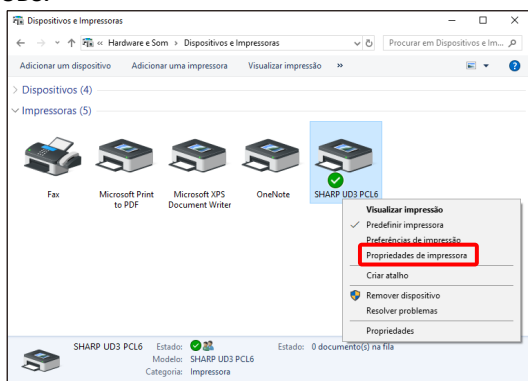 Dispositivos e Impressoras
« Hardware e Som > Dispositivos e Impressoras
Procurar em Dispositivos e Im...
Adicionar um dispositivo Adicionar uma impressora Visualizar impressão »
Dispositivos (4)
Impressoras (5)
Fax
Microsoft Print
to PDF
Microsoft XPS
Document Writer
OneNote
SHARP UD3 PCL6
Visualizar impressão
Predefinir impressora
Preferências de impressão
Propriedades de impressora
Criar atalho
Remover dispositivo
Resolver problemas
Propriedades
SHARP UD3 PCL6 Estado: Estado: 0 documento(s) na fila
Modelo: SHARP UD3 PCL6
Categoria: Impressora